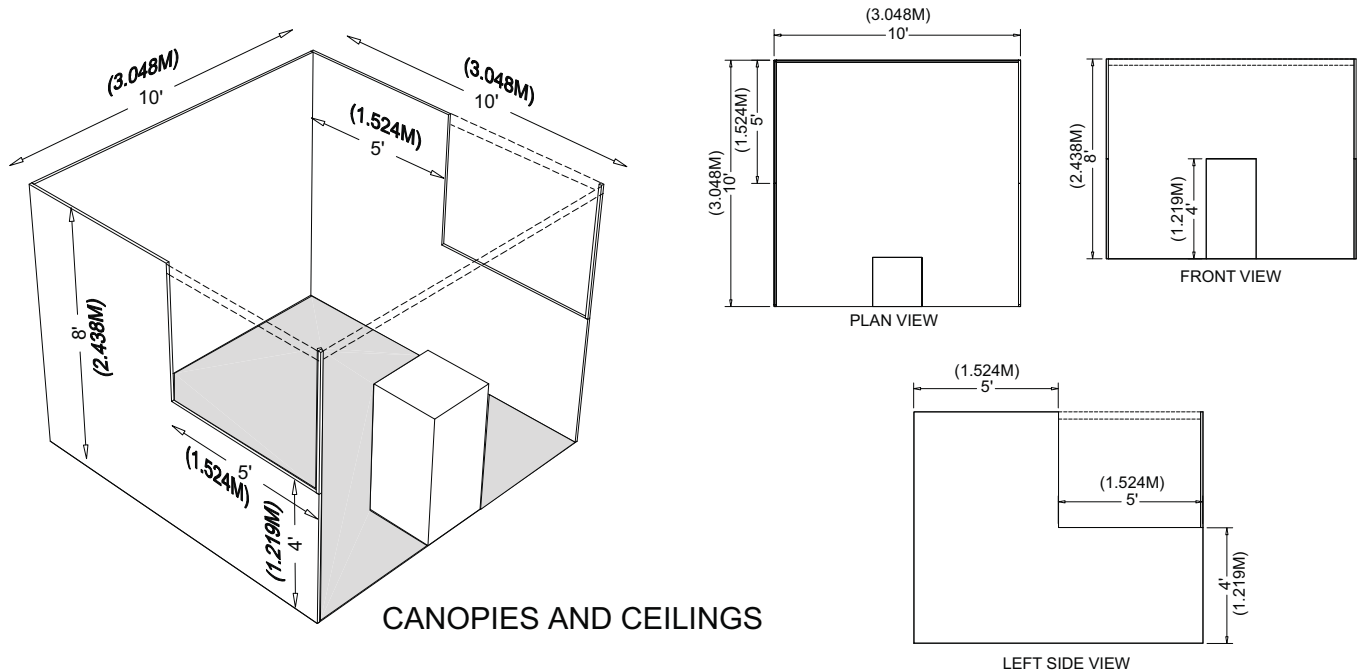 (3.048M)
10'
(3.048M)
10'
(1.524M)
5'
8'
(2.438M)
5'
(1.524M)
4'
(1.219M)
CANOPIES AND CEILINGS
(3.048M)
10'
(1.524M)
5'
(3.048M)
10'
PLAN VIEW
(2.438M)
8'
(1.219M)
4'
FRONT VIEW
(1.524M)
5'
(1.524M)
5'
4'
(1.219M)
LEFT SIDE VIEW